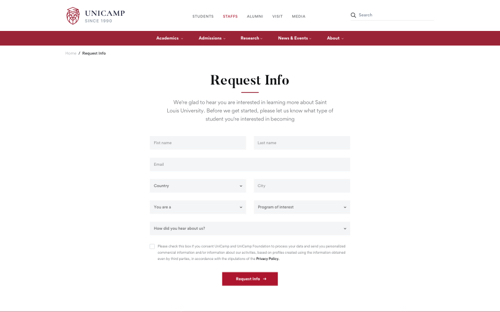 UNICAMP
SINCE 1990
STUDENTS STAFFS ALUMNI VISIT MEDIA
Search
Academics Admissions Research News & Events About
Home / Request Info
Request Info
We're glad to hear you are interested in learning more about Saint
Louis University. Before we get started, please let us know what type of
student you're interested in becoming
First name Last name
Email
Country City
You are a Program of interest
How did you hear about us?
Please check this box if you consent UniCamp and UniCamp Foundation to process your data and send you personalised
commercial information and/or information about our activities, based on profiles created using the information obtained
even by third parties, in accordance with the stipulations of the Privacy Policy.
Request Info